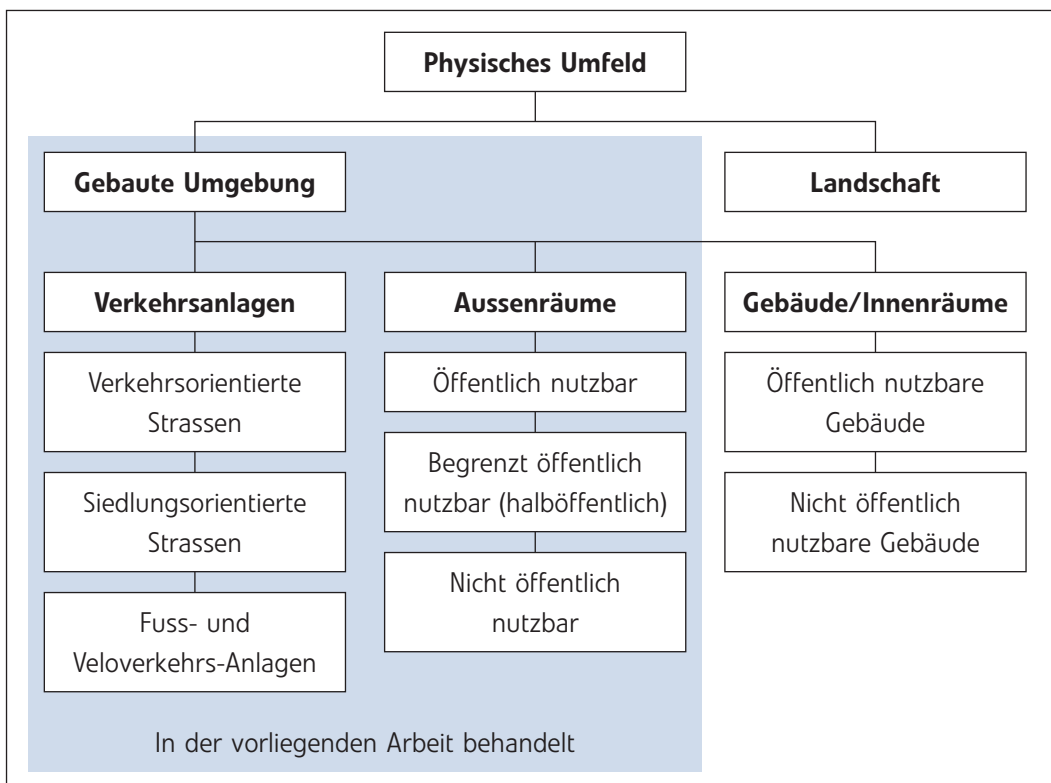 Physisches Umfeld
Gebaute Umgebung
Landschaft
Verkehrsanlagen
Aussenräume
Gebäude/Innenräume
Verkehrsorientierte
Strassen
Öffentlich nutzbar
Öffentlich nutzbare
Gebäude
Siedlungsorientierte
Strassen
Begrenzt öffentlich
nutzbar (halböffentlich)
Nicht öffentlich
nutzbare Gebäude
Fuss- und
Veloverkehrs-Anlagen
Nicht öffentlich
nutzbar
In der vorliegenden Arbeit behandelt